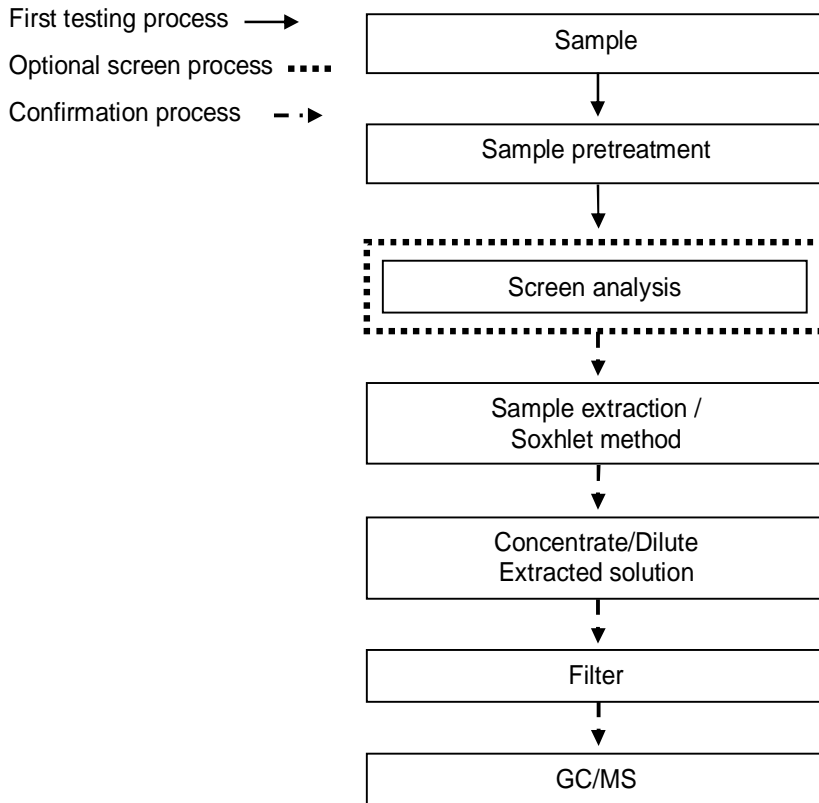 First testing process
Optional screen process
Confirmation process
Sample
Sample pretreatment
Screen analysis
Sample extraction /
Soxhlet method
Concentrate/Dilute
Extracted solution
Filter
GC/MS